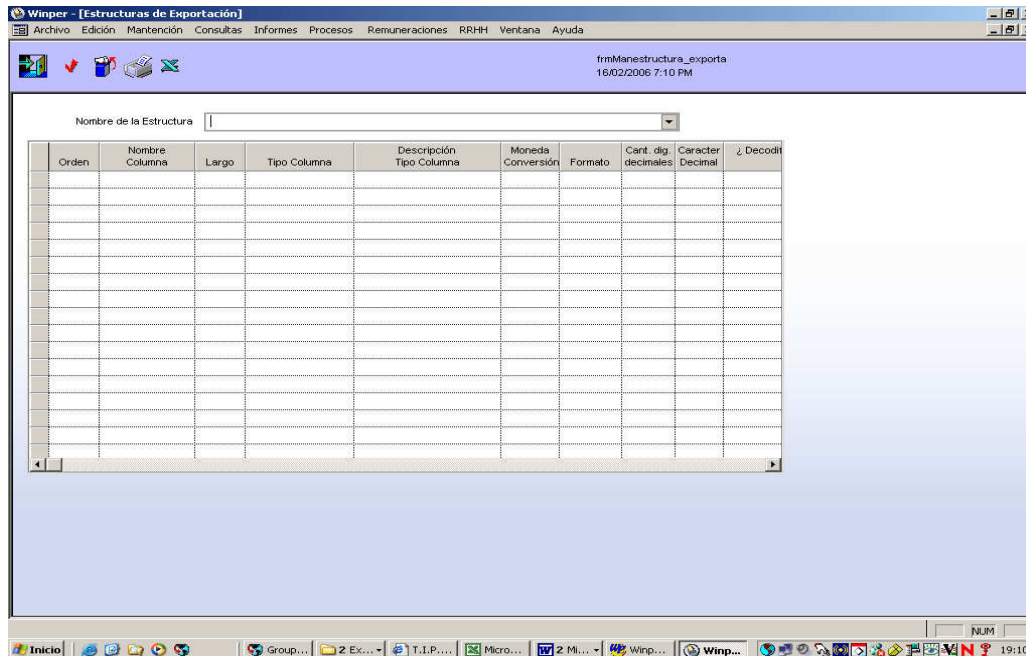 Winper - [Estructuras de Exportación]
Archivo Edición Mantención Consultas Informes Procesos Remuneraciones RRHH Ventana Ayuda
frmManestructura_exporta
16/02/2006 7:10 PM
Nombre de la Estructura
Orden
Nombre
Columna
Largo
Tipo Columna
Descripción
Tipo Columna
Moneda
Conversión
Formato
Cant. dig.
decimales
Caracter
Decimal
¿ Decodif
NUM
Inicio
Group...
2 Ex...
T.I.P....
Micro...
2 Mi...
Winp...
Winp...
19:10